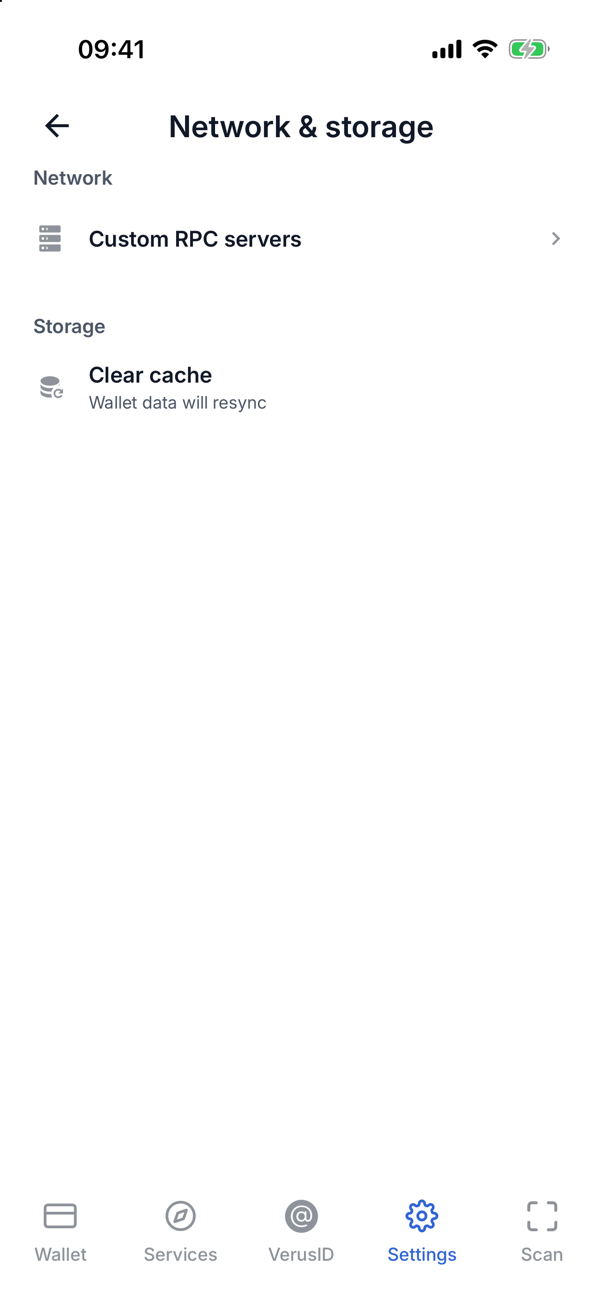 09:41
Network & storage
Network
Custom RPC servers
Storage
Clear cache
Wallet data will resync
Wallet
Services
VerusID
Settings
Scan